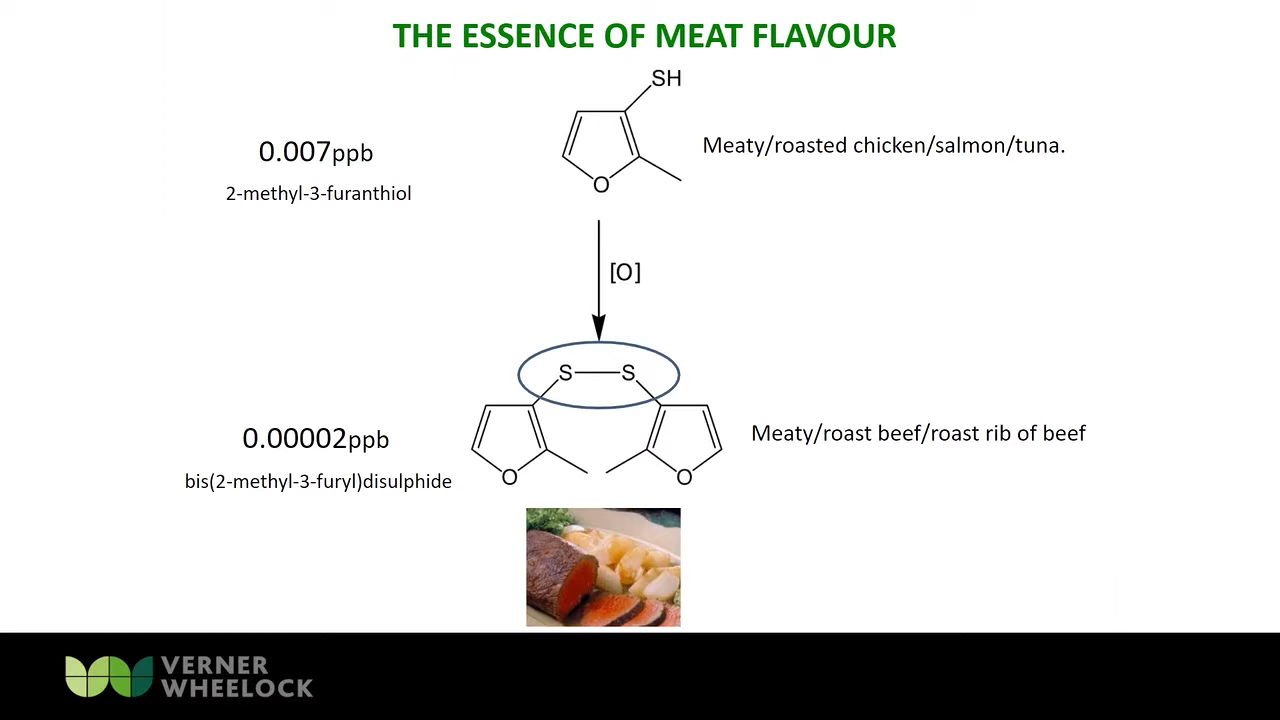 THE ESSENCE OF MEAT FLAVOUR
SH
0.007ppb
2-methyl-3-furanthiol
Meaty/roasted chicken/salmon/tuna.
O
[O]
S S
0.00002ppb
bis(2-methyl-3-furyl)disulphide
Meaty/roast beef/roast rib of beef
O O
VERNER
WHEELOCK